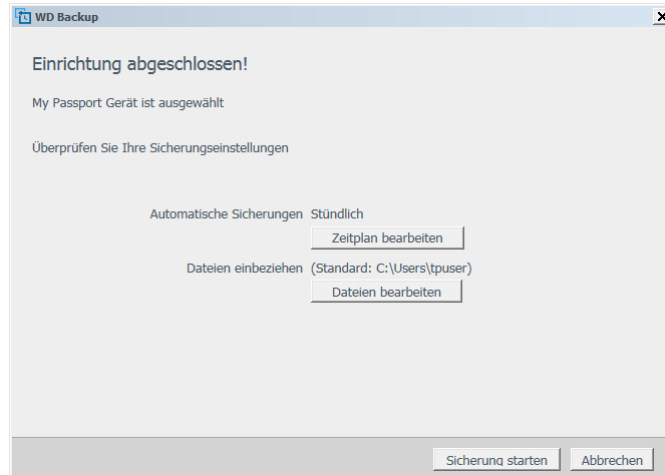 WD Backup
Einrichtung abgeschlossen!
My Passport Gerät ist ausgewählt
Überprüfen Sie Ihre Sicherungseinstellungen
Automatische Sicherungen Stündlich
Zeitplan bearbeiten
Dateien einbeziehen (Standard: C:\Users\tpuser)
Dateien bearbeiten
Sicherung starten Abbrechen